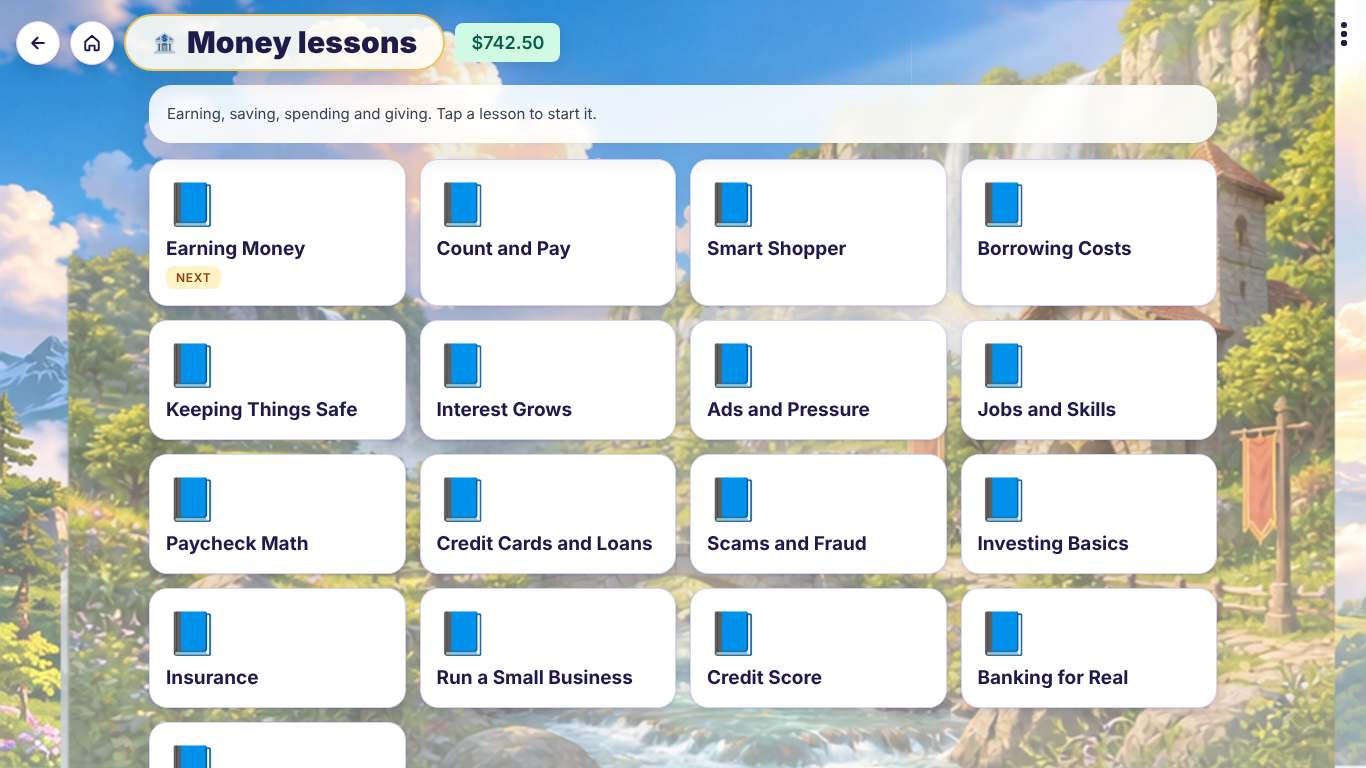 Money lessons
$742.50
Earning, saving, spending and giving. Tap a lesson to start it.
Earning Money
NEXT
Count and Pay
Smart Shopper
Borrowing Costs
Keeping Things Safe
Interest Grows
Ads and Pressure
Jobs and Skills
Paycheck Math
Credit Cards and Loans
Scams and Fraud
Investing Basics
Insurance
Run a Small Business
Credit Score
Banking for Real